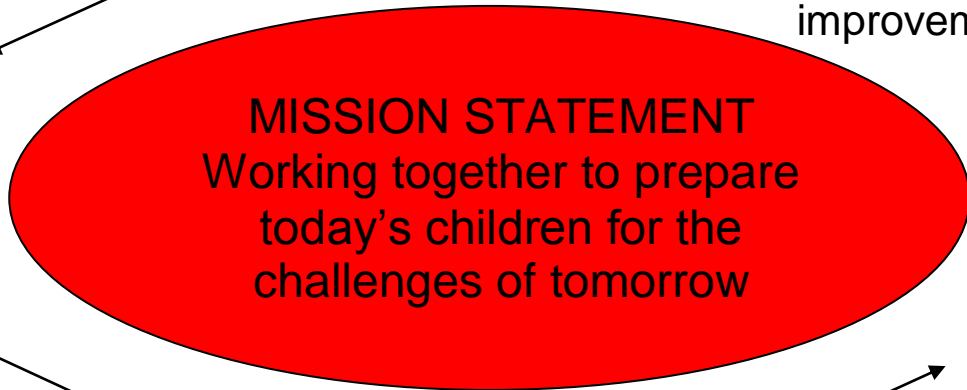 MISSION STATEMENT
Working together to prepare
today’s children for the
challenges of tomorrow